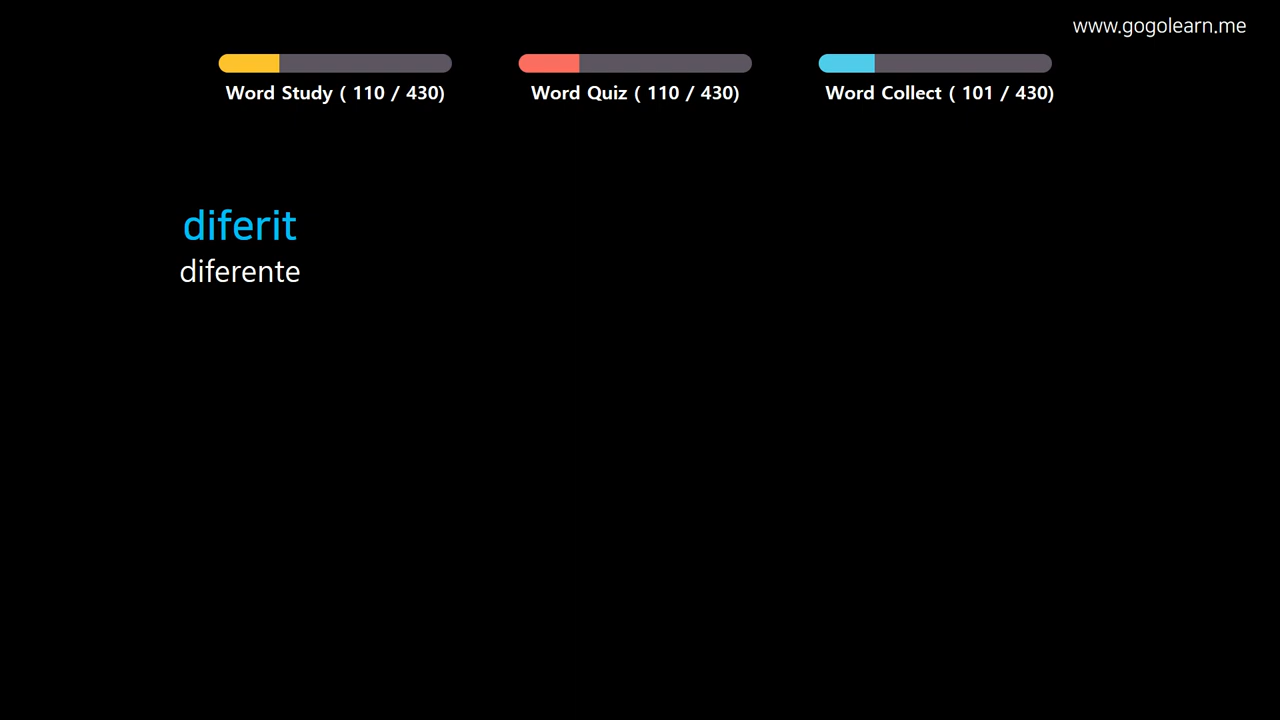 www.gogolearn.me
Word Study ( 110 / 430)
Word Quiz ( 110 / 430)
Word Collect ( 101 / 430)
diferit
diferente